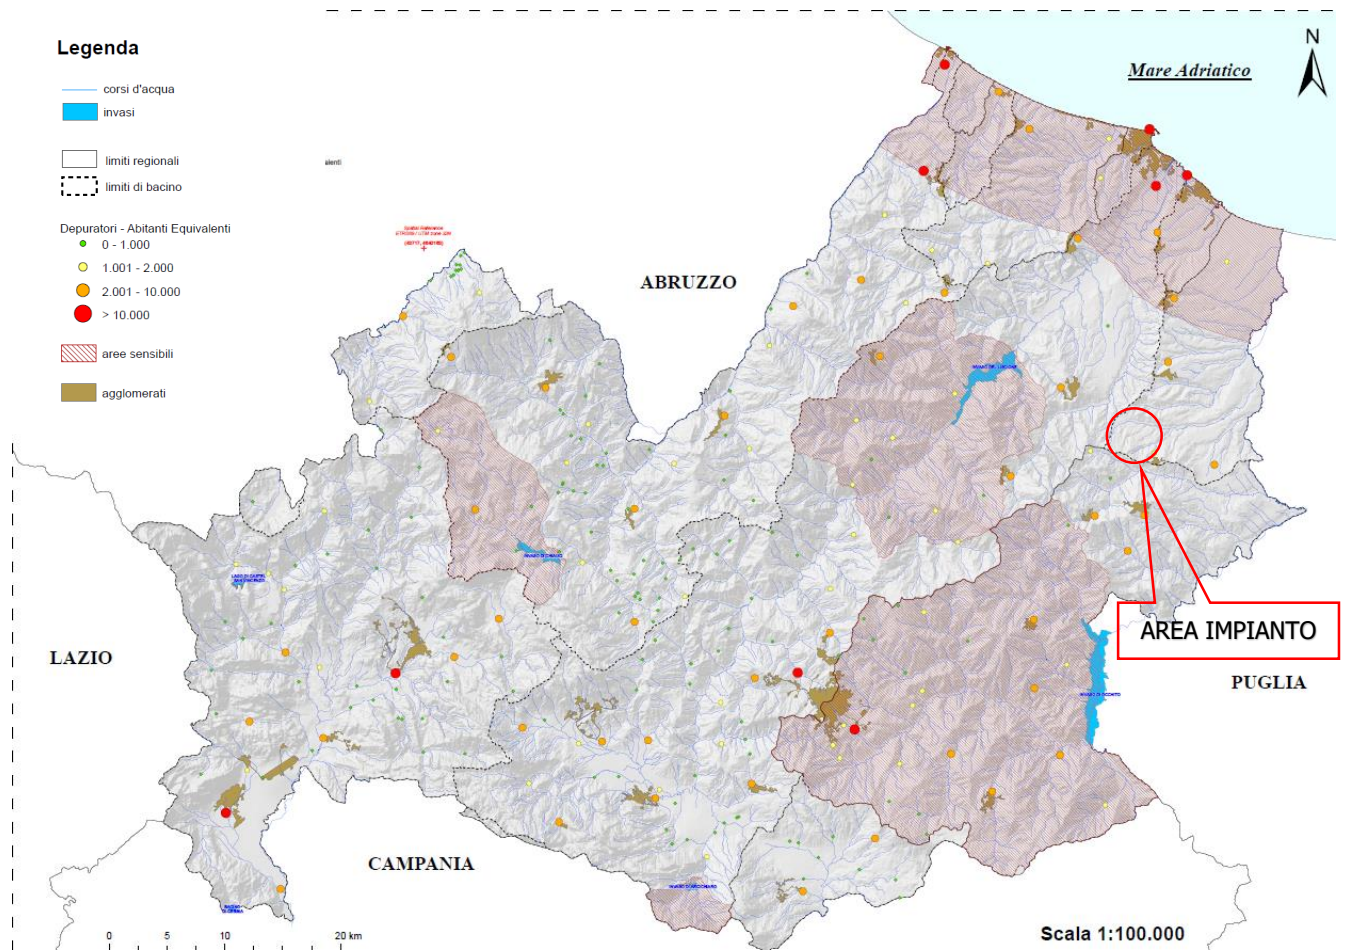 Legenda
corsi d'acqua
invasi
limiti regionali
limiti di bacino
Depuratori - Abitanti Equivalenti
0 - 1.000
1.001 - 2.000
2.001 - 10.000
> 10.000
aree sensibili
agglomerati
alenti
N
Mare Adriatico
ABRUZZO
LAZIO
CAMPANIA
PUGLIA
AREA IMPIANTO
0 5 10 20 km
Scala 1:100.000